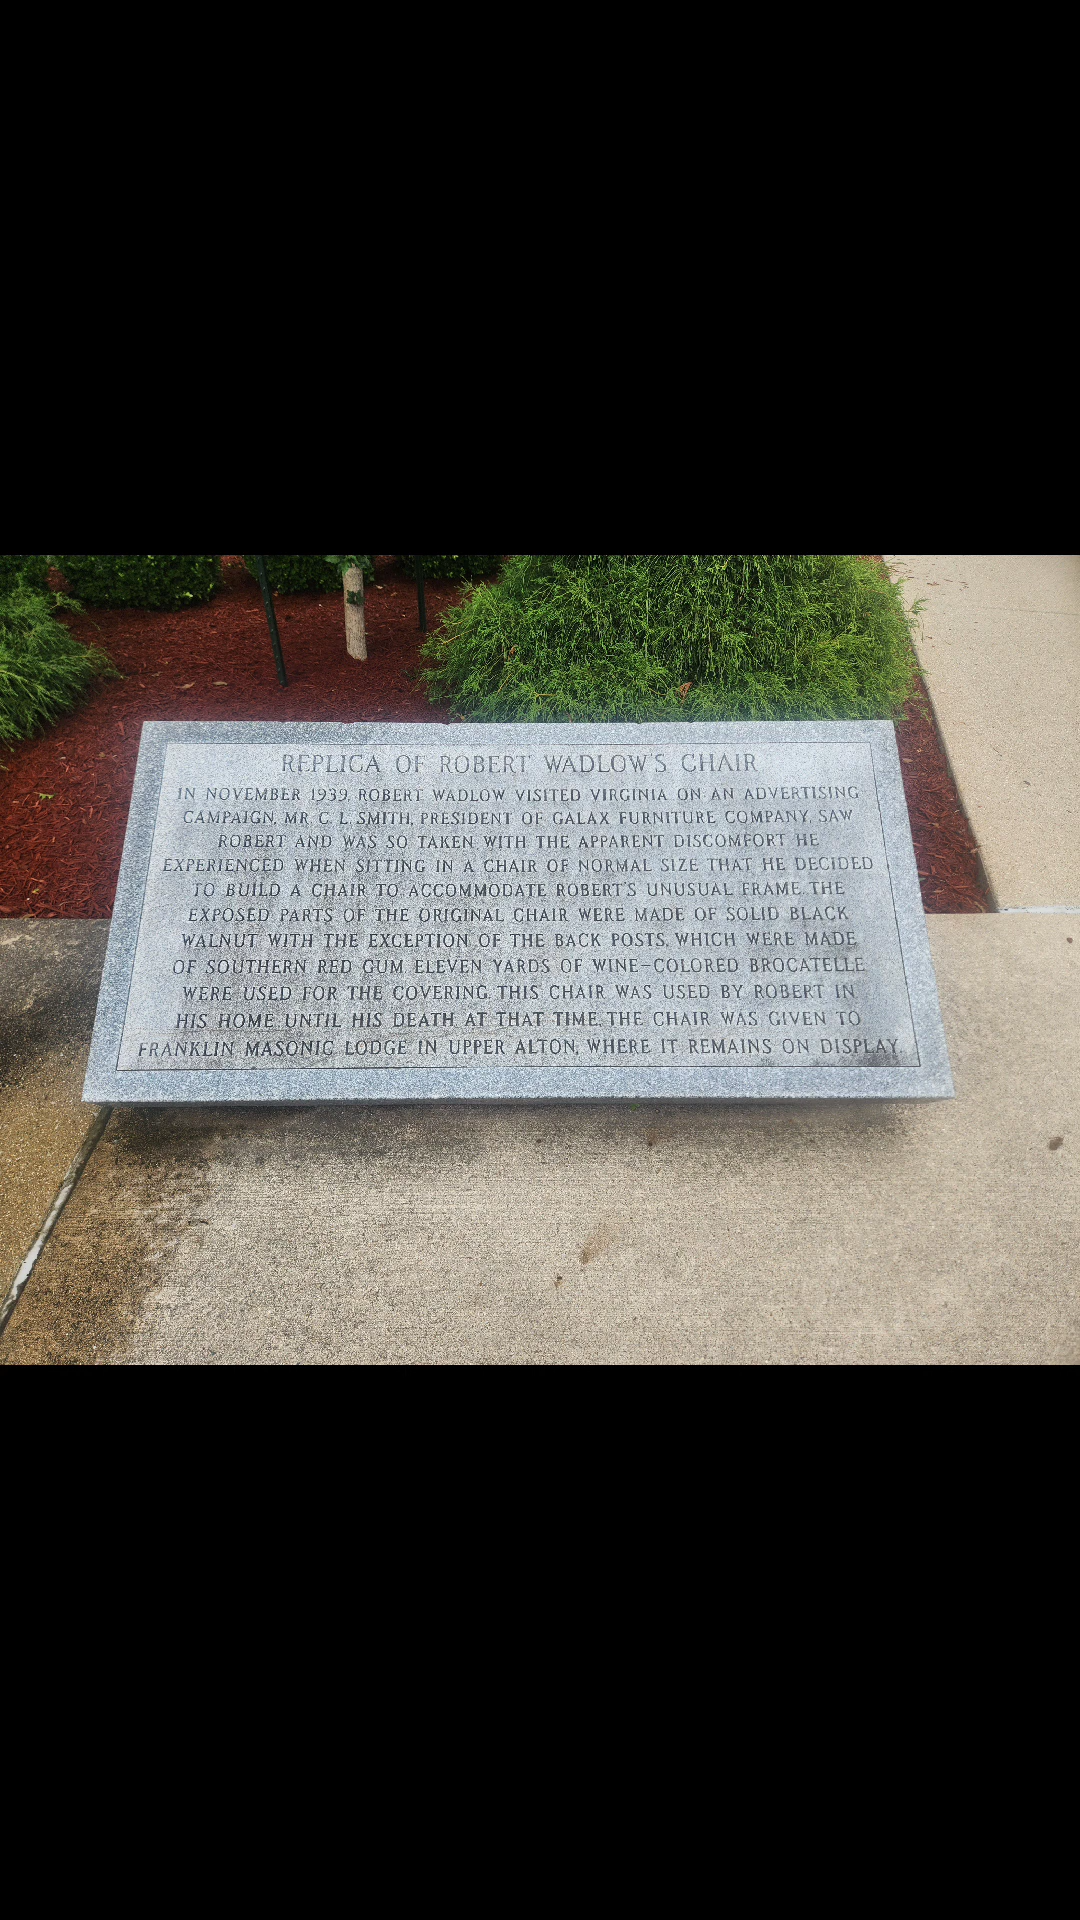 REPLICA OF ROBERT WADLOW'S CHAIR
IN NOVEMBER 1939, ROBERT WADLOW VISITED VIRGINIA ON AN ADVERTISING
CAMPAIGN, MR. C. L. SMITH, PRESIDENT OF GALAX FURNITURE COMPANY, SAW
ROBERT AND WAS SO TAKEN WITH THE APPARENT DISCOMFORT HE
EXPERIENCED WHEN SITTING IN A CHAIR OF NORMAL SIZE THAT HE DECIDED
TO BUILD A CHAIR TO ACCOMMODATE ROBERT'S UNUSUAL FRAME. THE
EXPOSED PARTS OF THE ORIGINAL CHAIR WERE MADE OF SOLID BLACK
WALNUT WITH THE EXCEPTION OF THE BACK POSTS, WHICH WERE MADE
OF SOUTHERN RED GUM. ELEVEN YARDS OF WINE-COLORED BROCATELLE
WERE USED FOR THE COVERING. THIS CHAIR WAS USED BY ROBERT IN
HIS HOME UNTIL HIS DEATH. AT THAT TIME, THE CHAIR WAS GIVEN TO
FRANKLIN MASONIC LODGE IN UPPER ALTON, WHERE IT REMAINS ON DISPLAY.